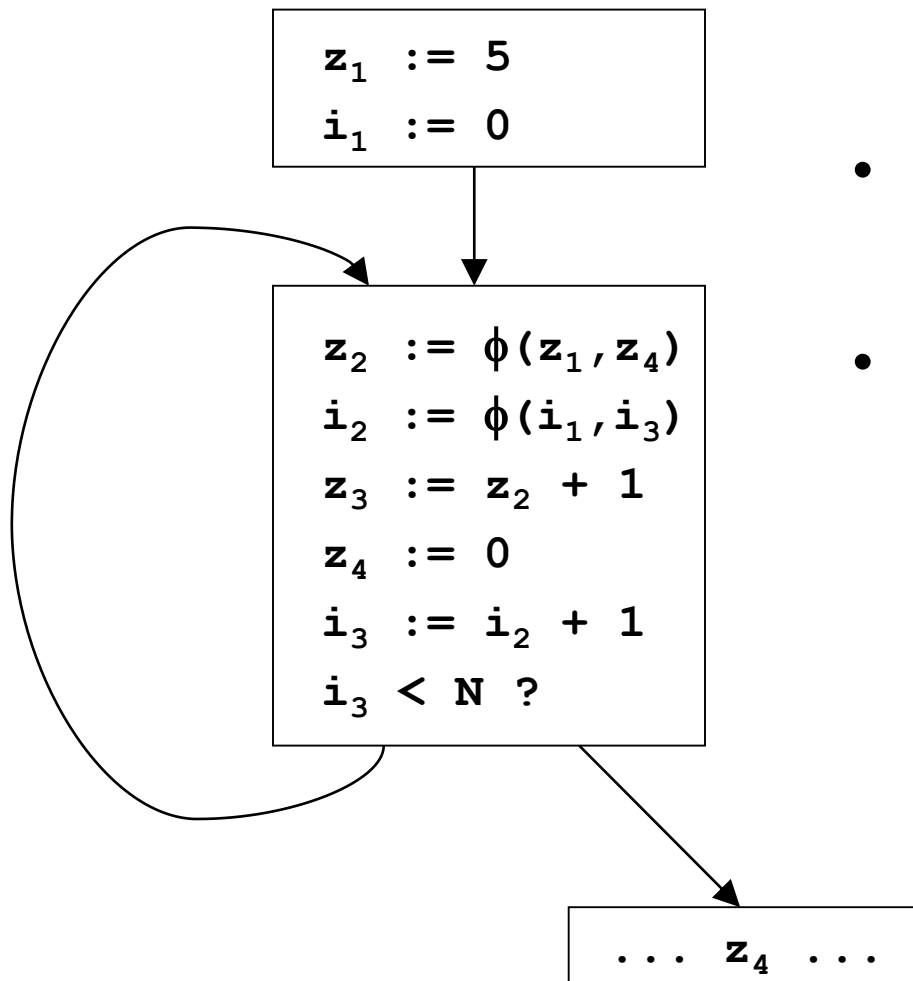 z₁ := 5
i₁ := 0
•
z₂ := ϕ(z₁,z₄)
•
i₂ := ϕ(i₁,i₃)
z₃ := z₂ + 1
z₄ := 0
i₃ := i₂ + 1
i₃ < N ?
... z₄ ...